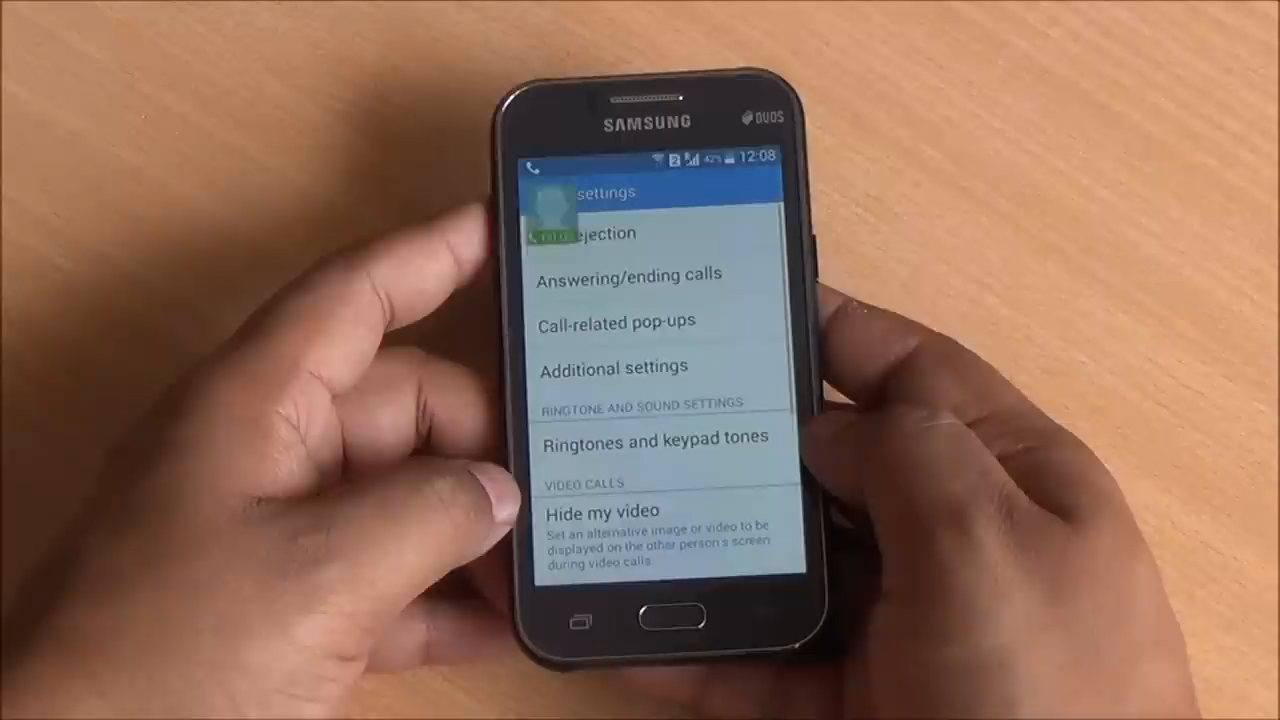 SAMSUNG
DUOS
2 42% 12:08
settings
ejection
Answering/ending calls
Call-related pop-ups
Additional settings
RINGTONE AND SOUND SETTINGS
Ringtones and keypad tones
VIDEO CALLS
Hide my video
Set an alternative image or video to be
displayed on the other person's screen
during video calls.